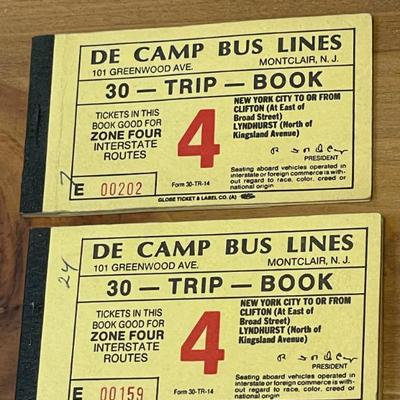 DE CAMP BUS LINES
101 GREENWOOD AVE. MONTCLAIR, N. J.
30 — TRIP — BOOK
TICKETS IN THIS
BOOK GOOD FOR
ZONE FOUR
INTERSTATE
ROUTES
4
NEW YORK CITY TO OR FROM
CLIFTON (At East of
Broad Street)
LYNDHURST (North of
Kingsland Avenue)
PRESIDENT
Seating aboard vehicles operated in
interstate or foreign commerce is with-
out regard to race, color, creed or
national origin
7
E 00202
Form 30-TR-14
GLOBE TICKET & LABEL CO. (A)
DE CAMP BUS LINES
101 GREENWOOD AVE. MONTCLAIR, N. J.
24
30 — TRIP — BOOK
TICKETS IN THIS
BOOK GOOD FOR
ZONE FOUR
INTERSTATE
ROUTES
4
NEW YORK CITY TO OR FROM
CLIFTON (At East of
Broad Street)
LYNDHURST (North of
Kingsland Avenue)
PRESIDENT
Seating aboard vehicles operated in
interstate or foreign commerce is with-
out regard to race, color, creed or
national origin
E 00159
Form 30-TR-14